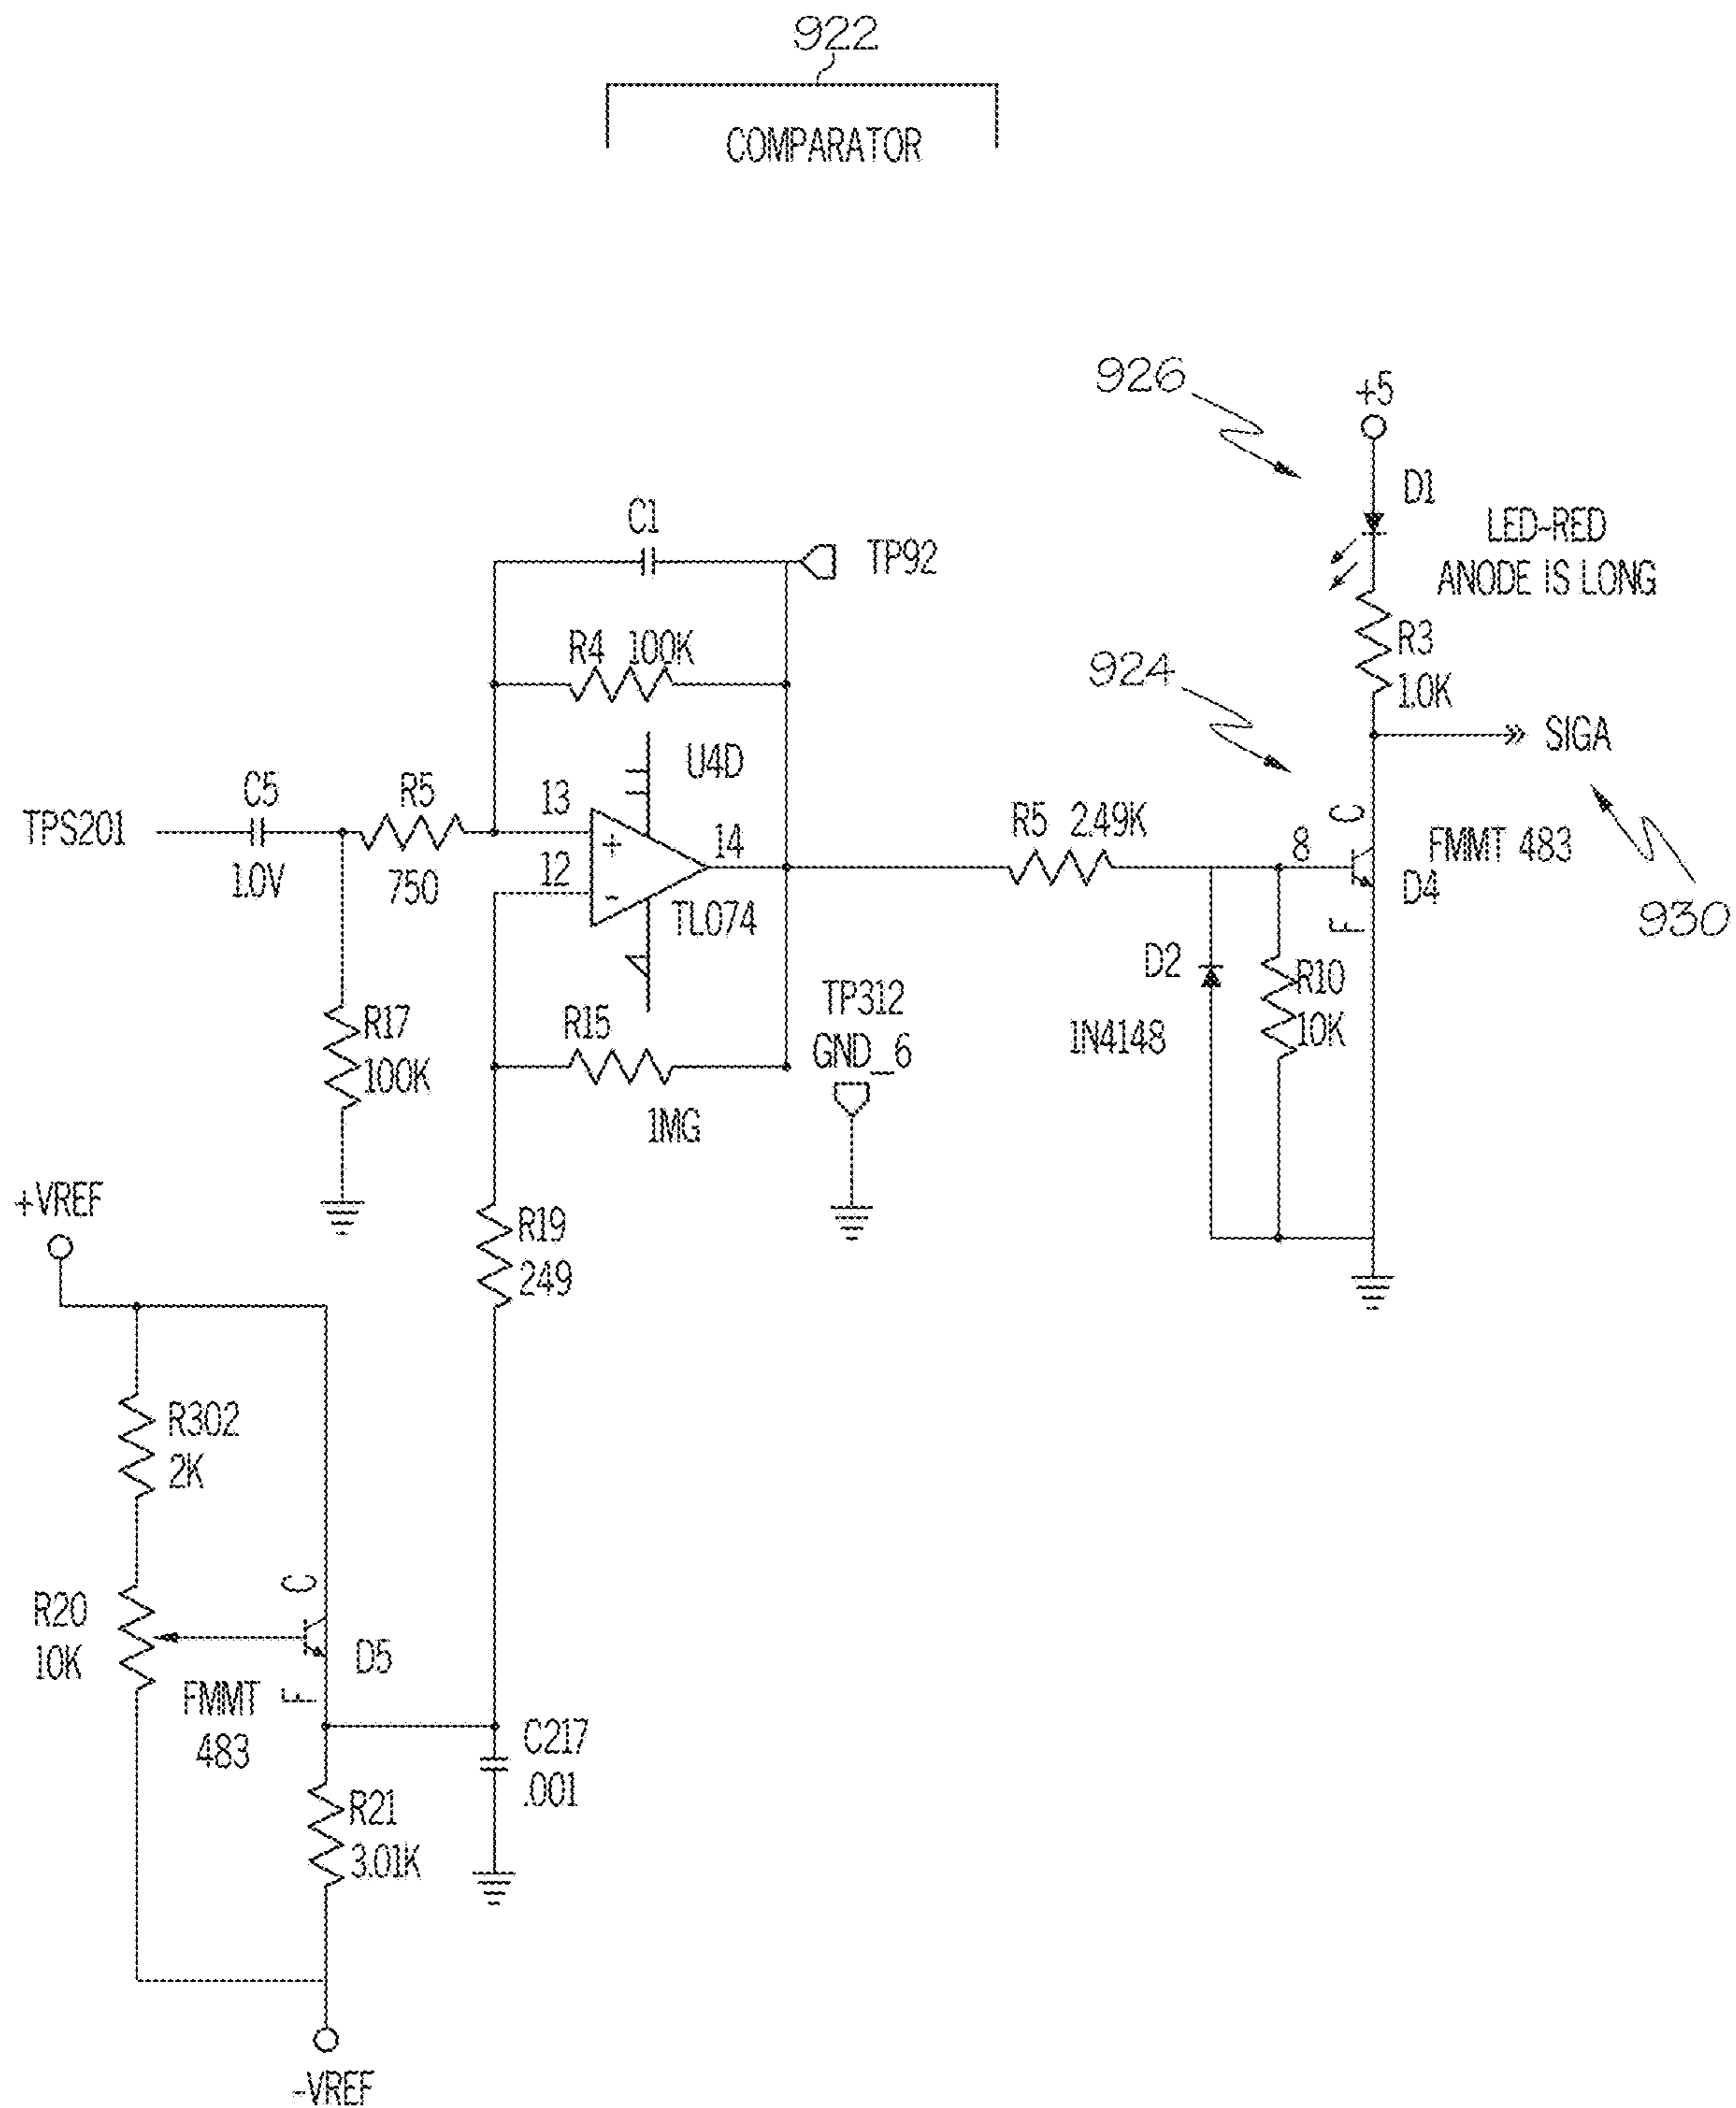 922
COMPARATOR
926
+5
D1
LED-RED
ANODE IS LONG
C1
TP92
R4 100K
R3
1.0K
924
SIGA
U4D
C5
R5
13
TPS201
1.0V
750
12
+
-
14
TL074
R5 2.49K
8
C
FMMT 483
D4
E
930
D2
R10
10K
1N4148
TP312
GND_6
R17
100K
R15
1MG
+VREF
R19
249
R302
2K
R20
10K
C
D5
FMMT
483
E
C217
.001
R21
3.01K
-VREF